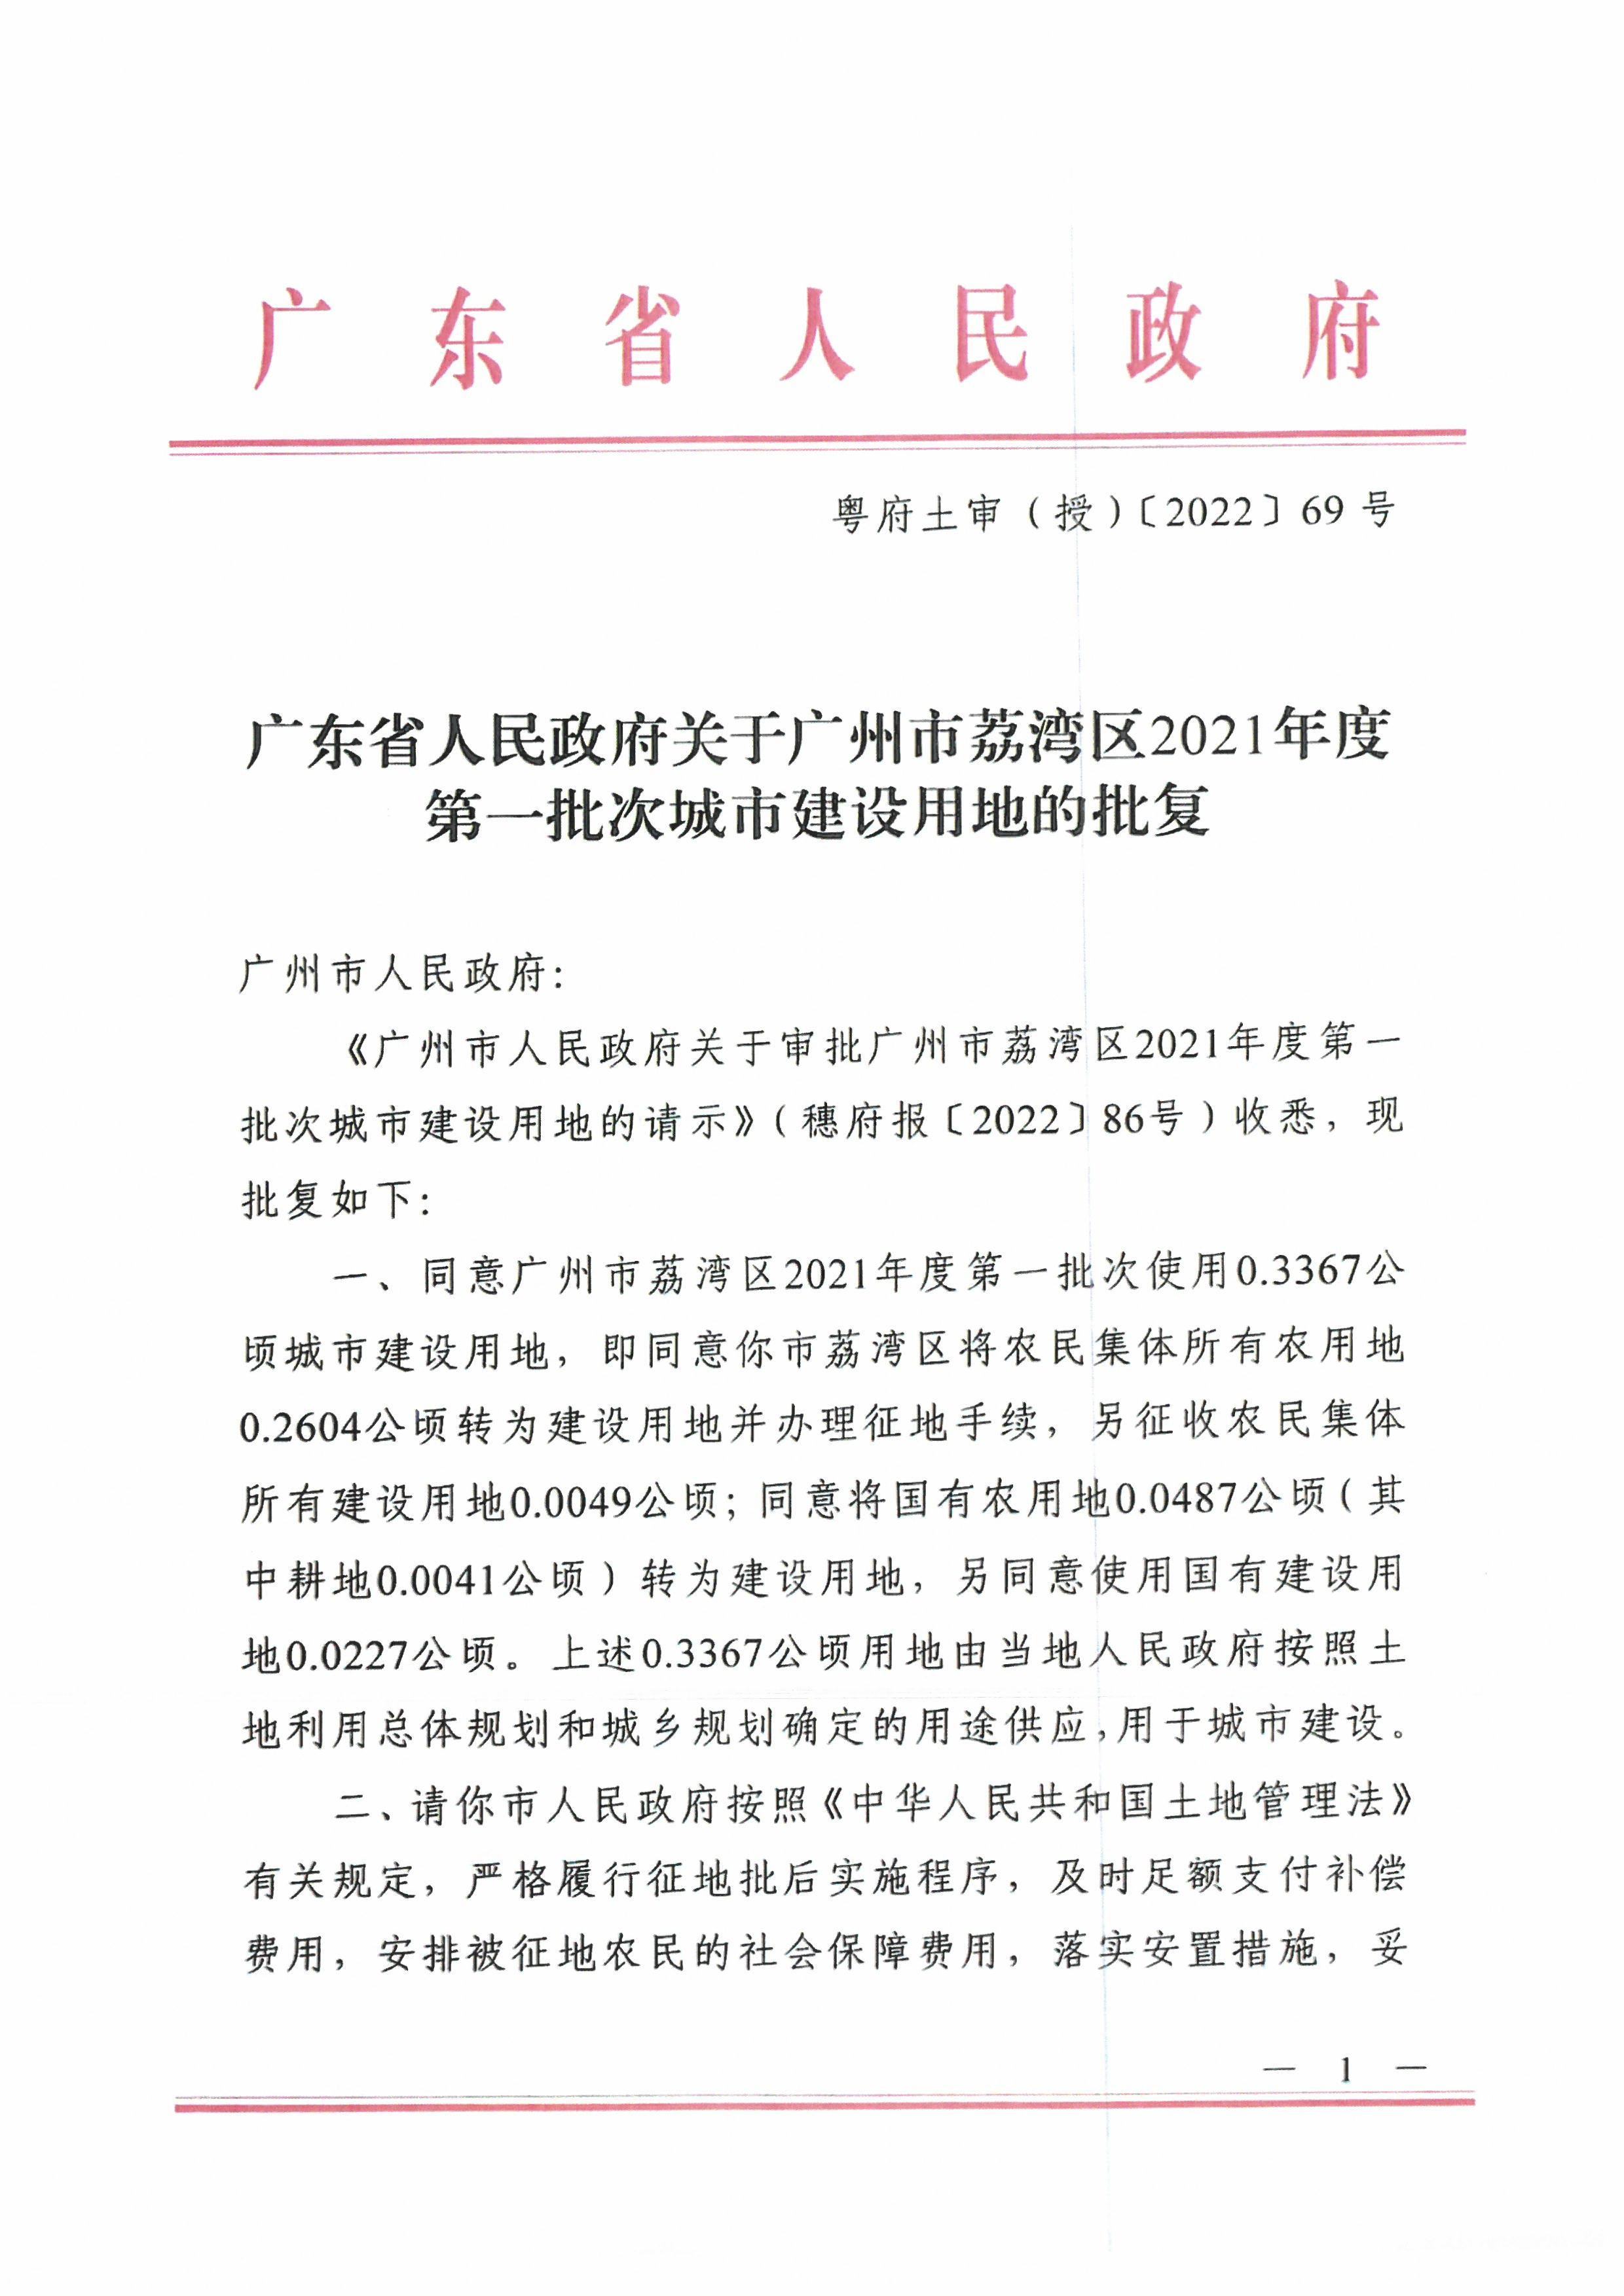 广东省人民政府
粤府土审（授）〔2022〕69 号
广东省人民政府关于广州市荔湾区2021年度
第一批次城市建设用地的批复
广州市人民政府：
《广州市人民政府关于审批广州市荔湾区2021年度第一
批次城市建设用地的请示》（穗府报〔2022〕86号）收悉，现
批复如下：
一、同意广州市荔湾区2021年度第一批次使用0.3367公
顷城市建设用地，即同意你市荔湾区将农民集体所有农用地
0.2604公顷转为建设用地并办理征地手续，另征收农民集体
所有建设用地0.0049公顷；同意将国有农用地0.0487公顷（其
中耕地0.0041公顷）转为建设用地，另同意使用国有建设用
地0.0227公顷。上述0.3367公顷用地由当地人民政府按照土
地利用总体规划和城乡规划确定的用途供应，用于城市建设。
二、请你市人民政府按照《中华人民共和国土地管理法》
有关规定，严格履行征地批后实施程序，及时足额支付补偿
费用，安排被征地农民的社会保障费用，落实安置措施，妥
— 1 —